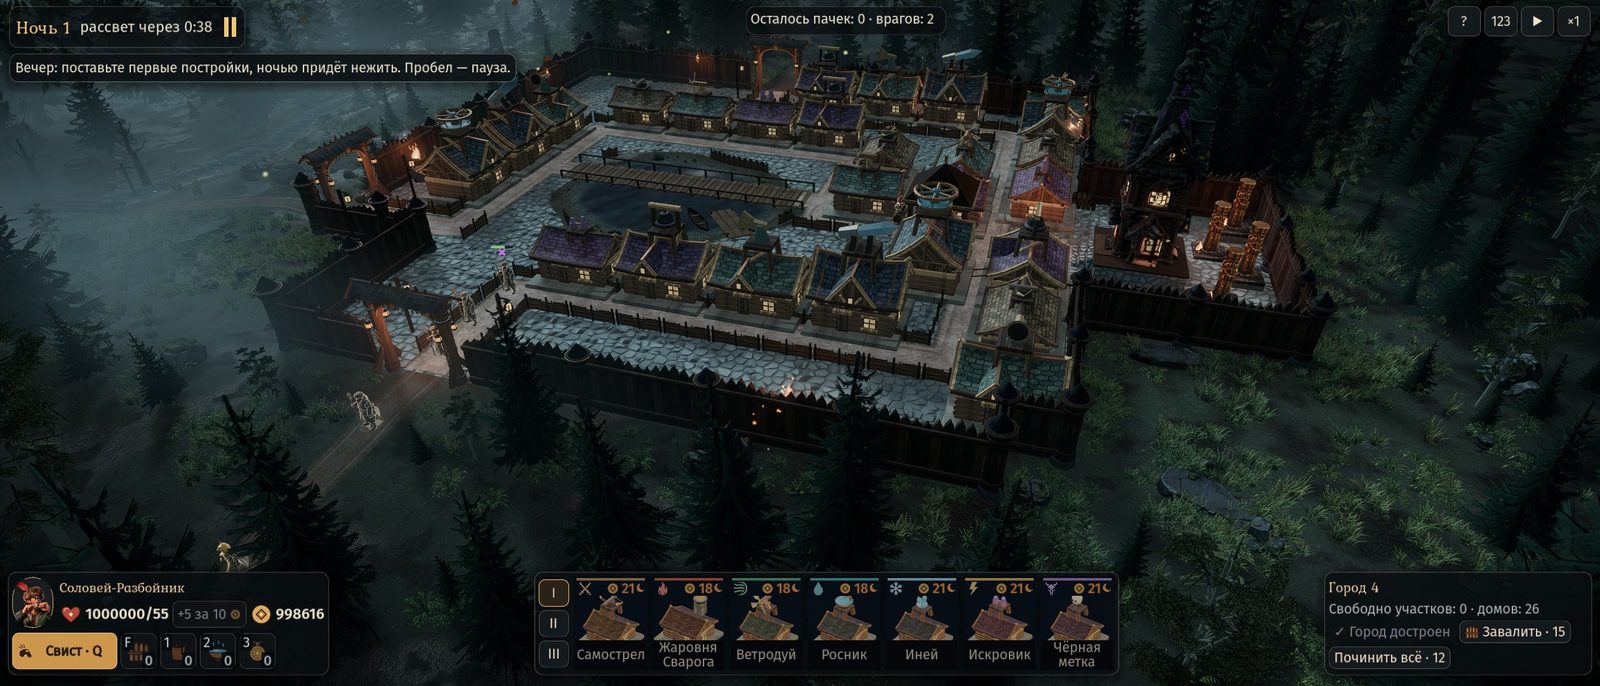 Ночь 1 рассвет через 0:38
Осталось пачек: 0 · врагов: 2
? 123 ×1
Вечер: поставьте первые постройки, ночью придёт нежить. Пробел — пауза.
Соловей-Разбойник
1000000/55 +5 за 10 998616
Свист · Q F 0 1 0 2 0 3 0
I II III
21 18 18 18 21 21 21
Самострел
Жаровня Сварога
Ветродуй
Росник
Иней
Искровик
Чёрная метка
Город 4
Свободно участков: 0 · домов: 26
✓ Город достроен Завалить · 15
Починить всё · 12